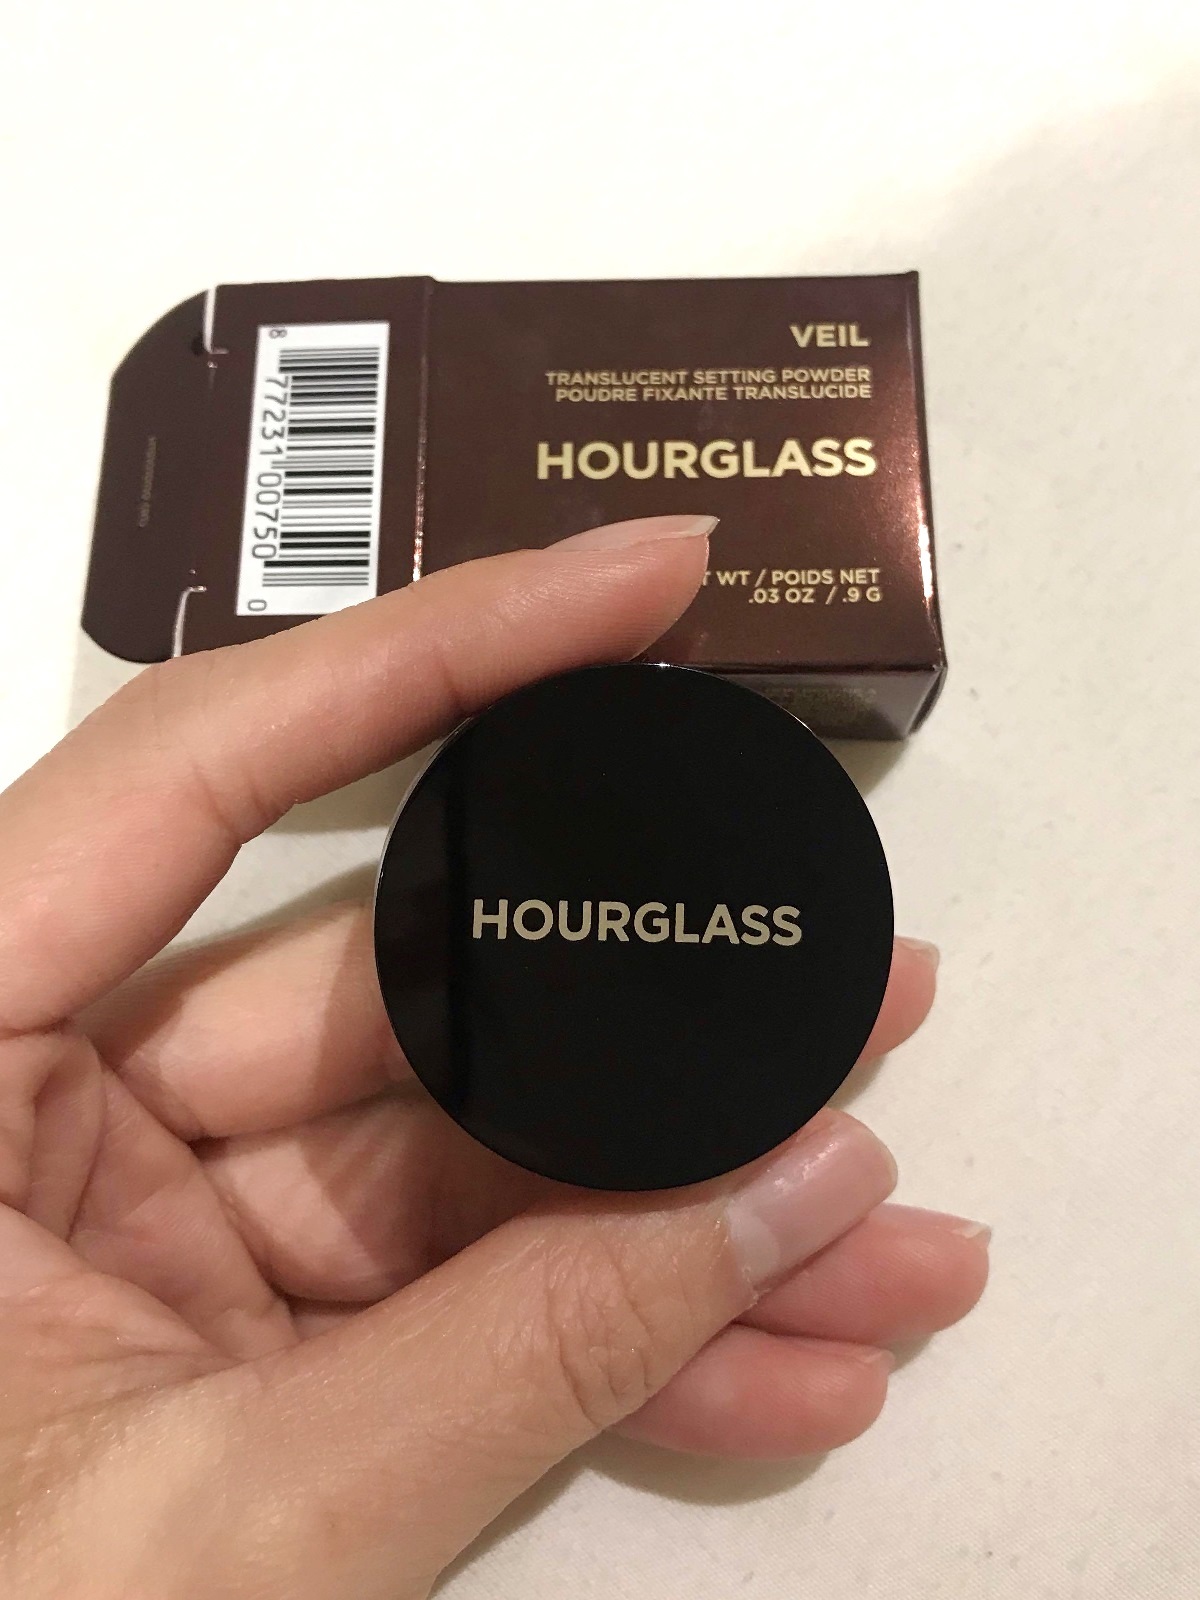 VEIL
TRANSLUCENT SETTING POWDER
POUDRE FIXANTE TRANSLUCIDE
HOURGLASS
T WT / POIDS NET
.03 OZ / .9 G
8 77231 00750 0
HOURGLASS